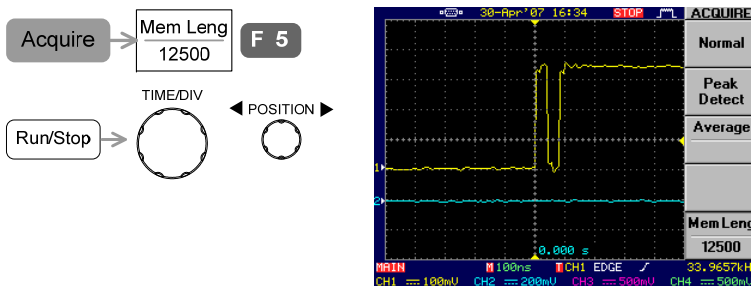 Acquire
Mem Leng
12500
F 5
TIME/DIV
◀ POSITION ▶
Run/Stop
30-Apr'07 16:34 STOP
ACQUIRE
Normal
Peak
Detect
Average
Mem Leng
12500
1
2
0.000 s
MAIN M 100ns T CH1 EDGE 33.9657kH
CH1 100mV CH2 200mV CH3 500mV CH4 500mV